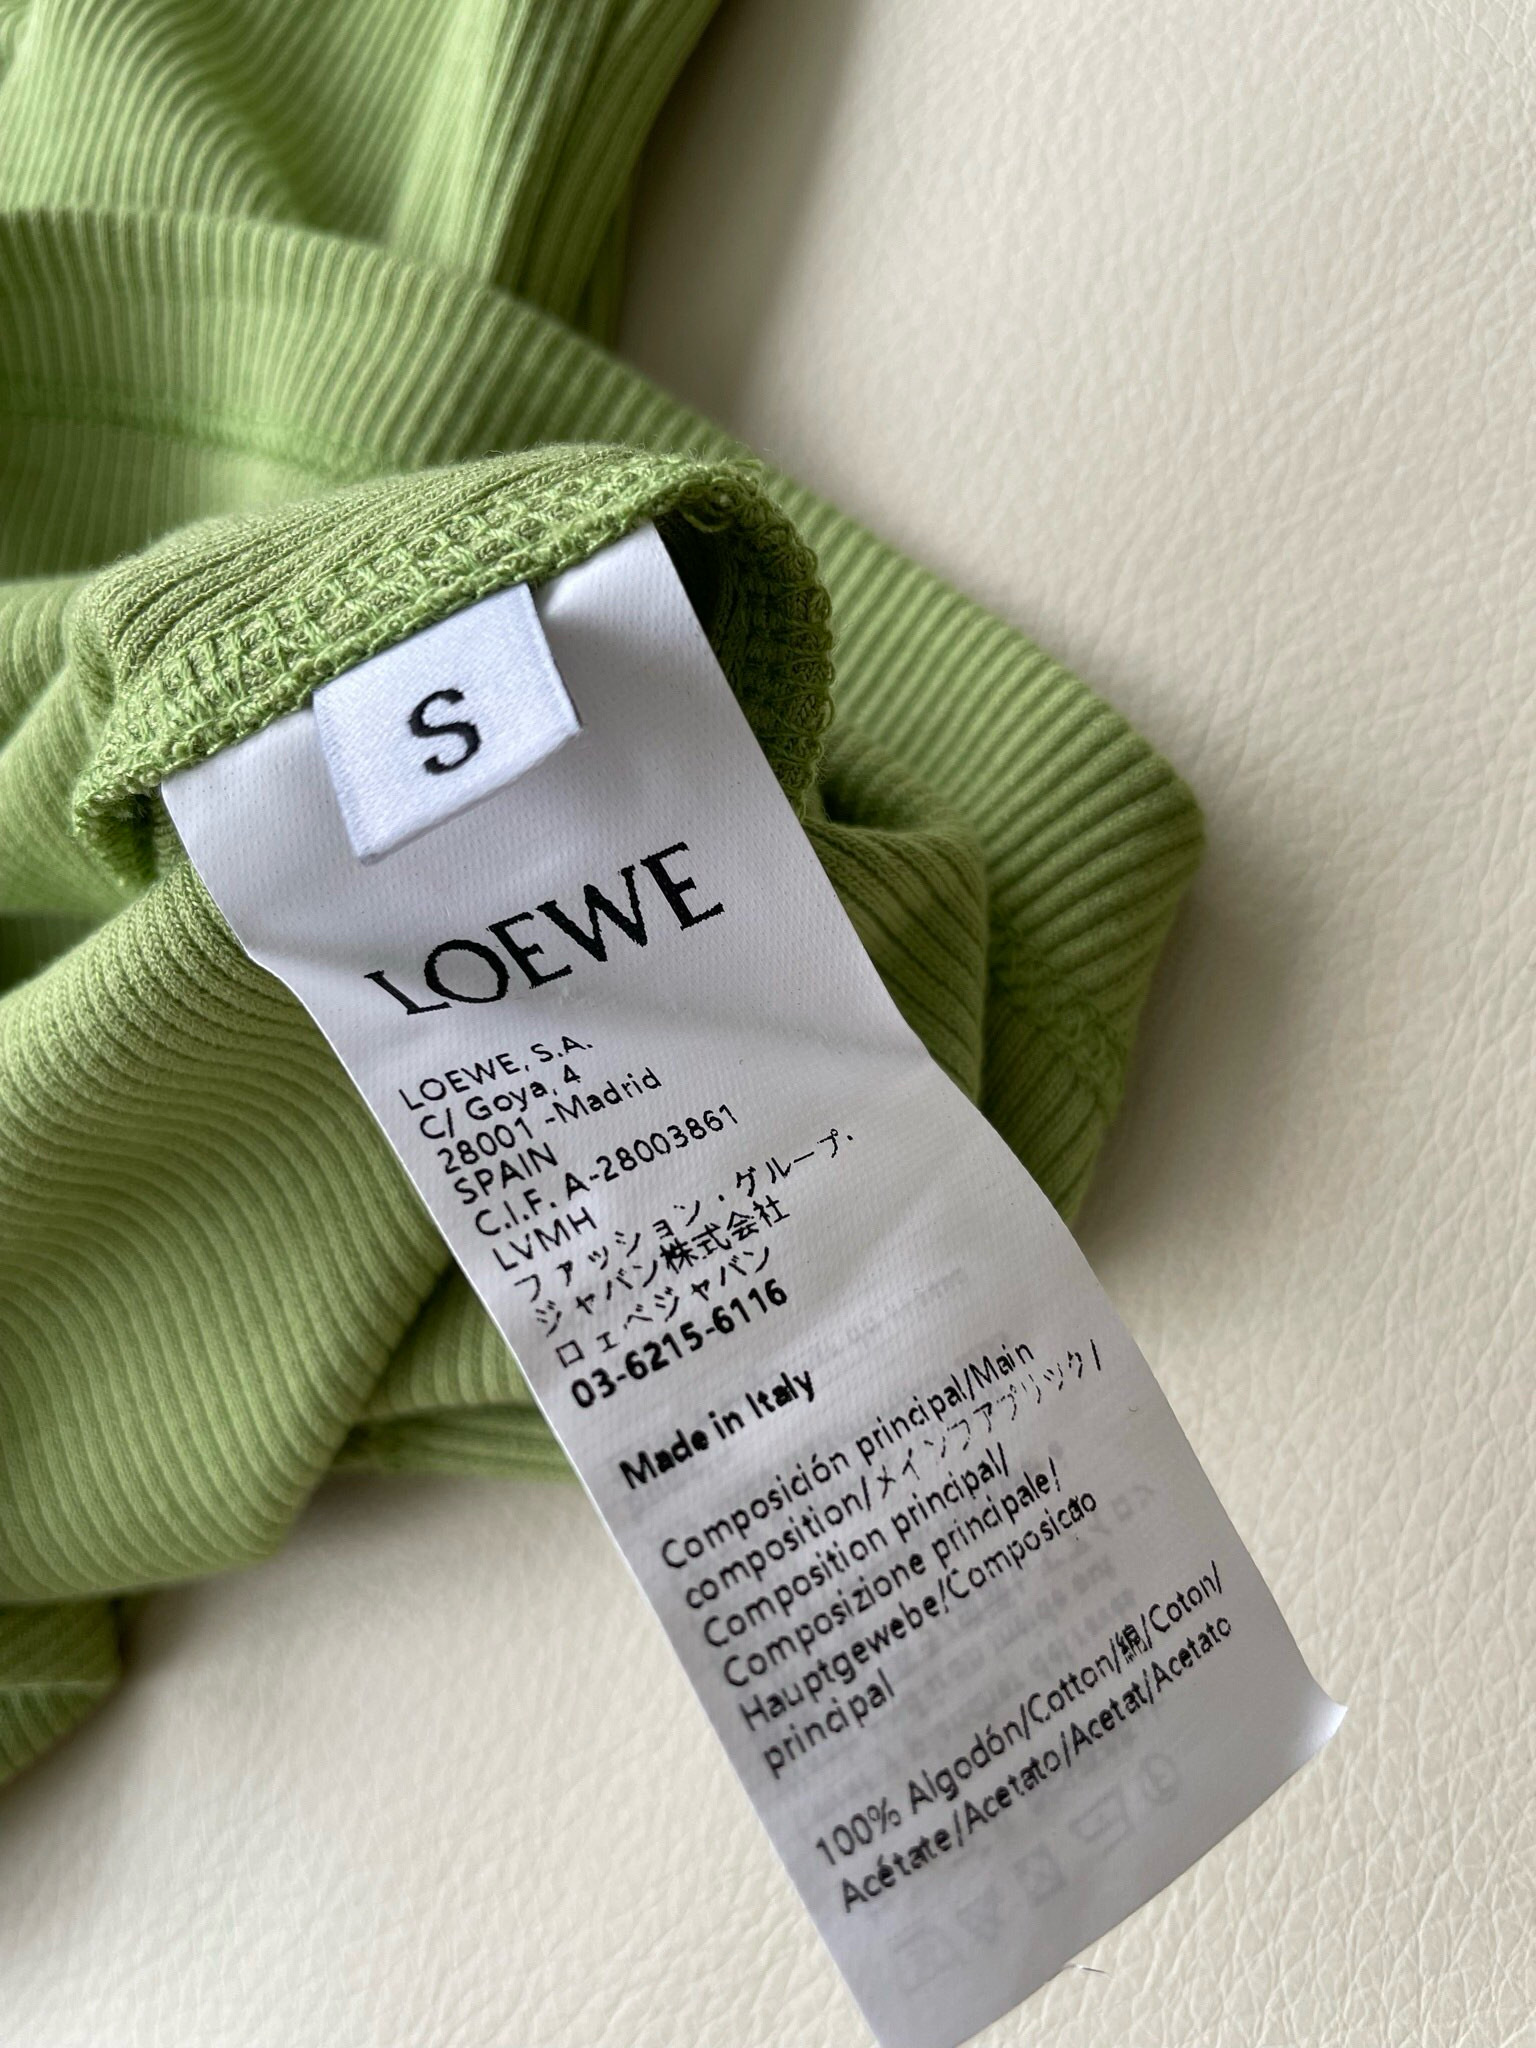 S
LOEWE
LOEWE, S.A.
C/ Goya, 4
28001 -Madrid
SPAIN
C.I.F. A-28003861
LVMH
ファッション・グループ.
ジャパン株式会社
ロエベジャパン
03-6215-6116
Made in Italy
Composición principal/Main
composition/メインファブリック/
Composition principal/
Composizione principale/
Hauptgewebe/Composicão
principal
100% Algodón/Cotton/綿/Coton/
Acétate/Acetato/Acetat/Acetato